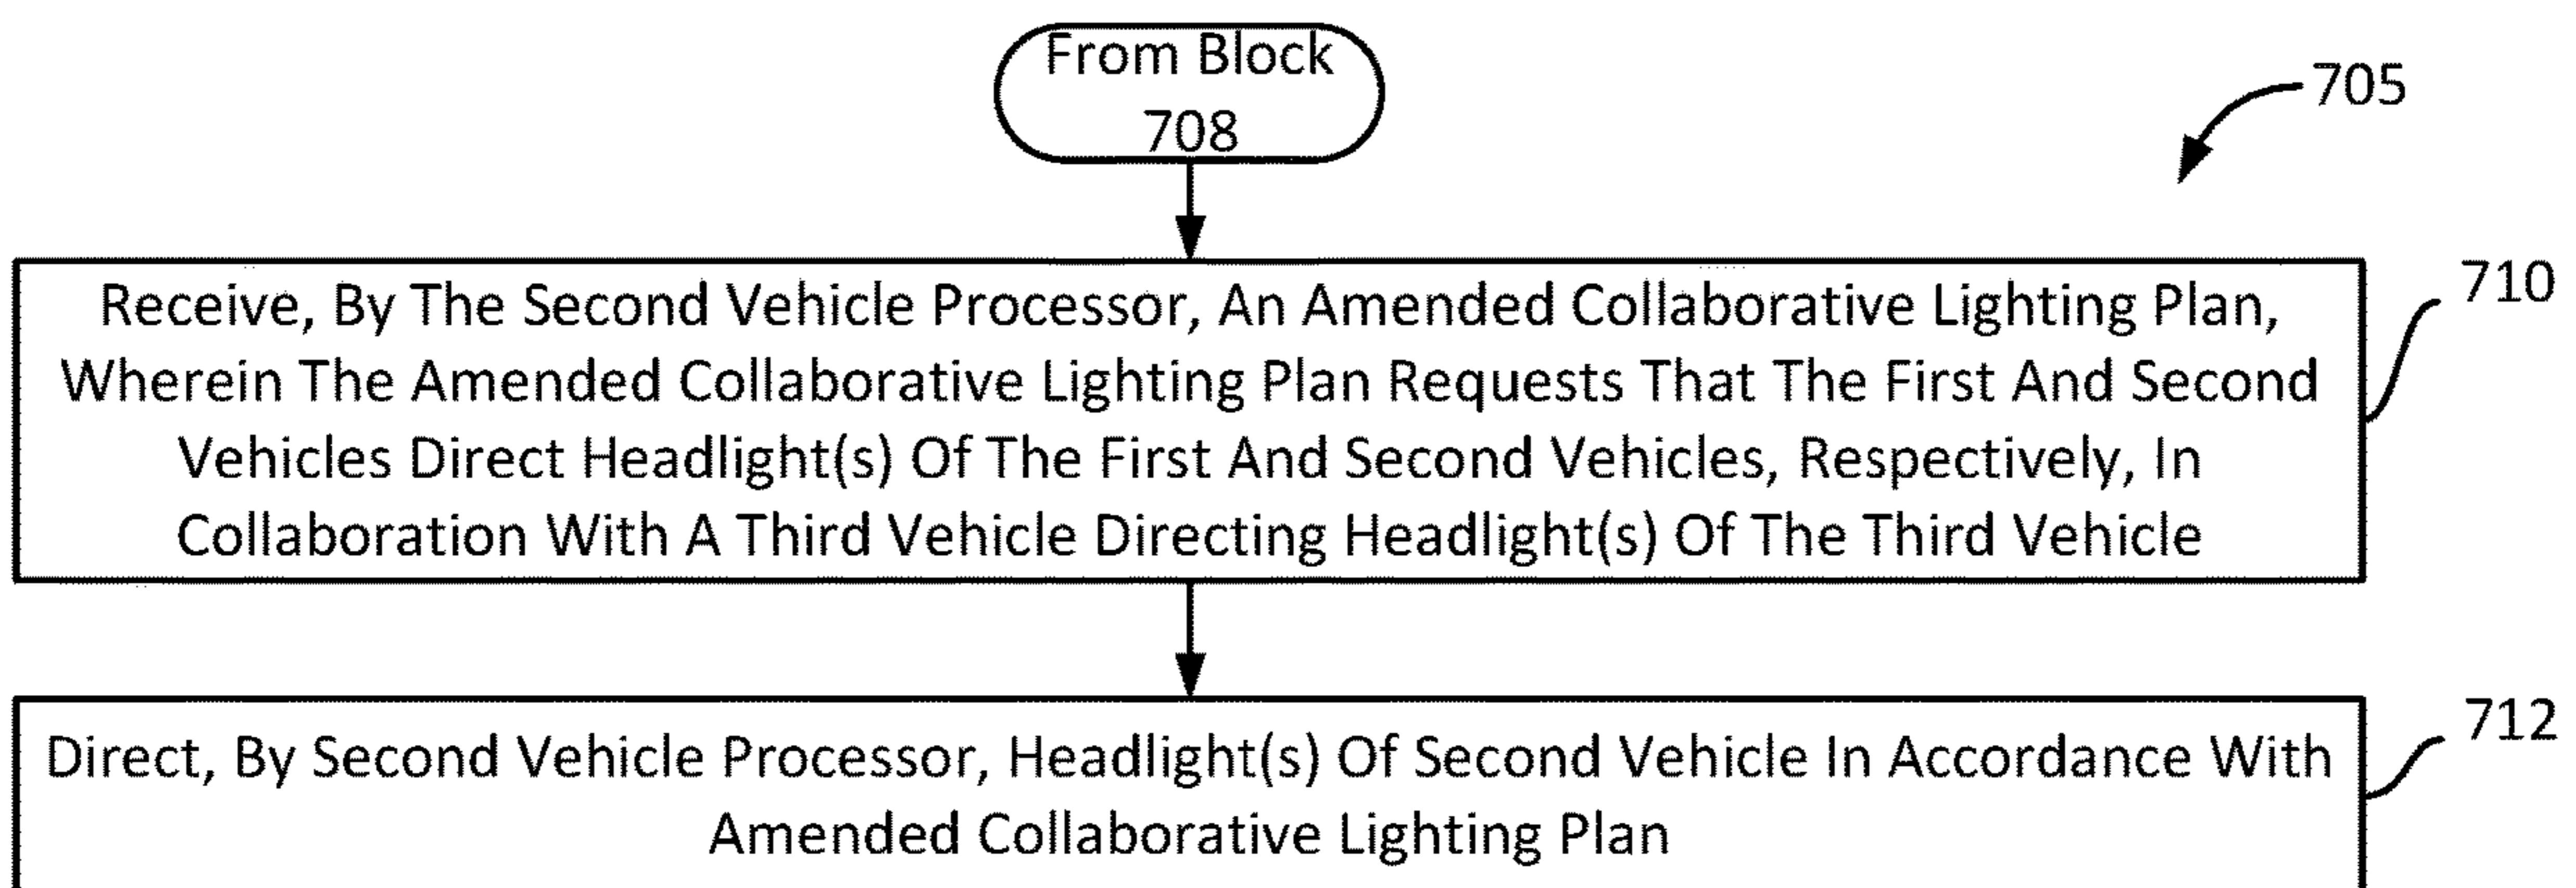 From Block
708
705
710
Receive, By The Second Vehicle Processor, An Amended Collaborative Lighting Plan,
Wherein The Amended Collaborative Lighting Plan Requests That The First And Second
Vehicles Direct Headlight(s) Of The First And Second Vehicles, Respectively, In
Collaboration With A Third Vehicle Directing Headlight(s) Of The Third Vehicle
712
Direct, By Second Vehicle Processor, Headlight(s) Of Second Vehicle In Accordance With
Amended Collaborative Lighting Plan